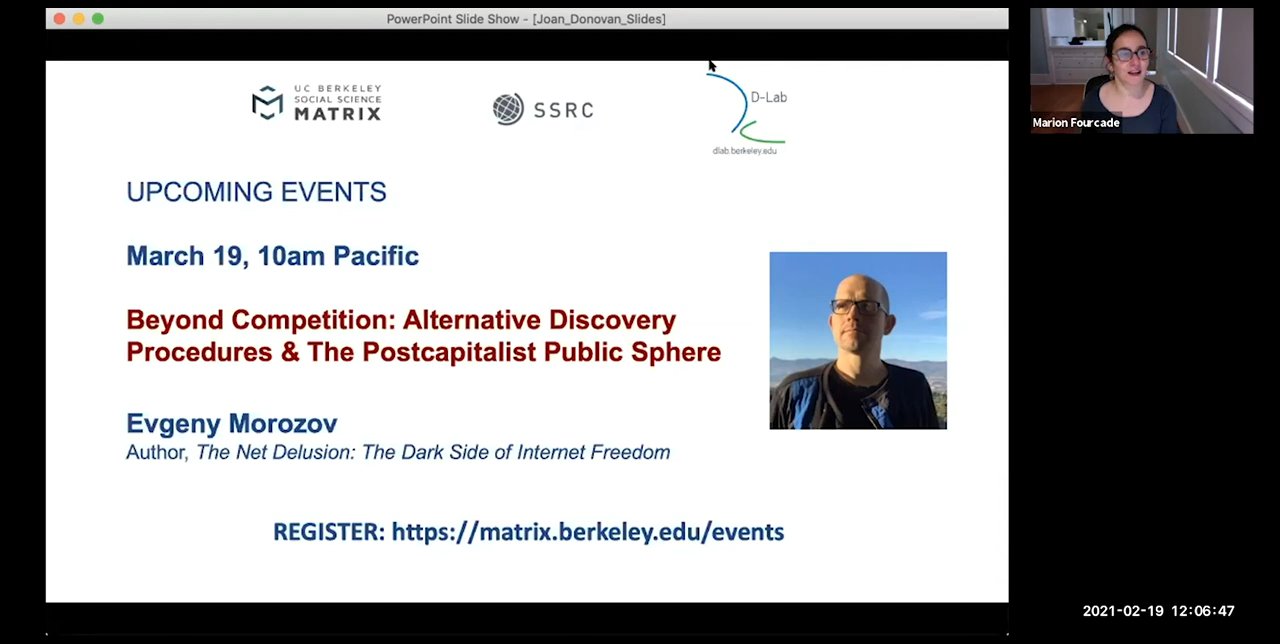 PowerPoint Slide Show - [Joan_Donovan_Slides]
UC BERKELEY
SOCIAL SCIENCE
MATRIX
SSRC
D-Lab
dlab.berkeley.edu
Marion Fourcade
UPCOMING EVENTS
March 19, 10am Pacific
Beyond Competition: Alternative Discovery
Procedures & The Postcapitalist Public Sphere
Evgeny Morozov
Author, The Net Delusion: The Dark Side of Internet Freedom
REGISTER: https://matrix.berkeley.edu/events
2021-02-19 12:06:47